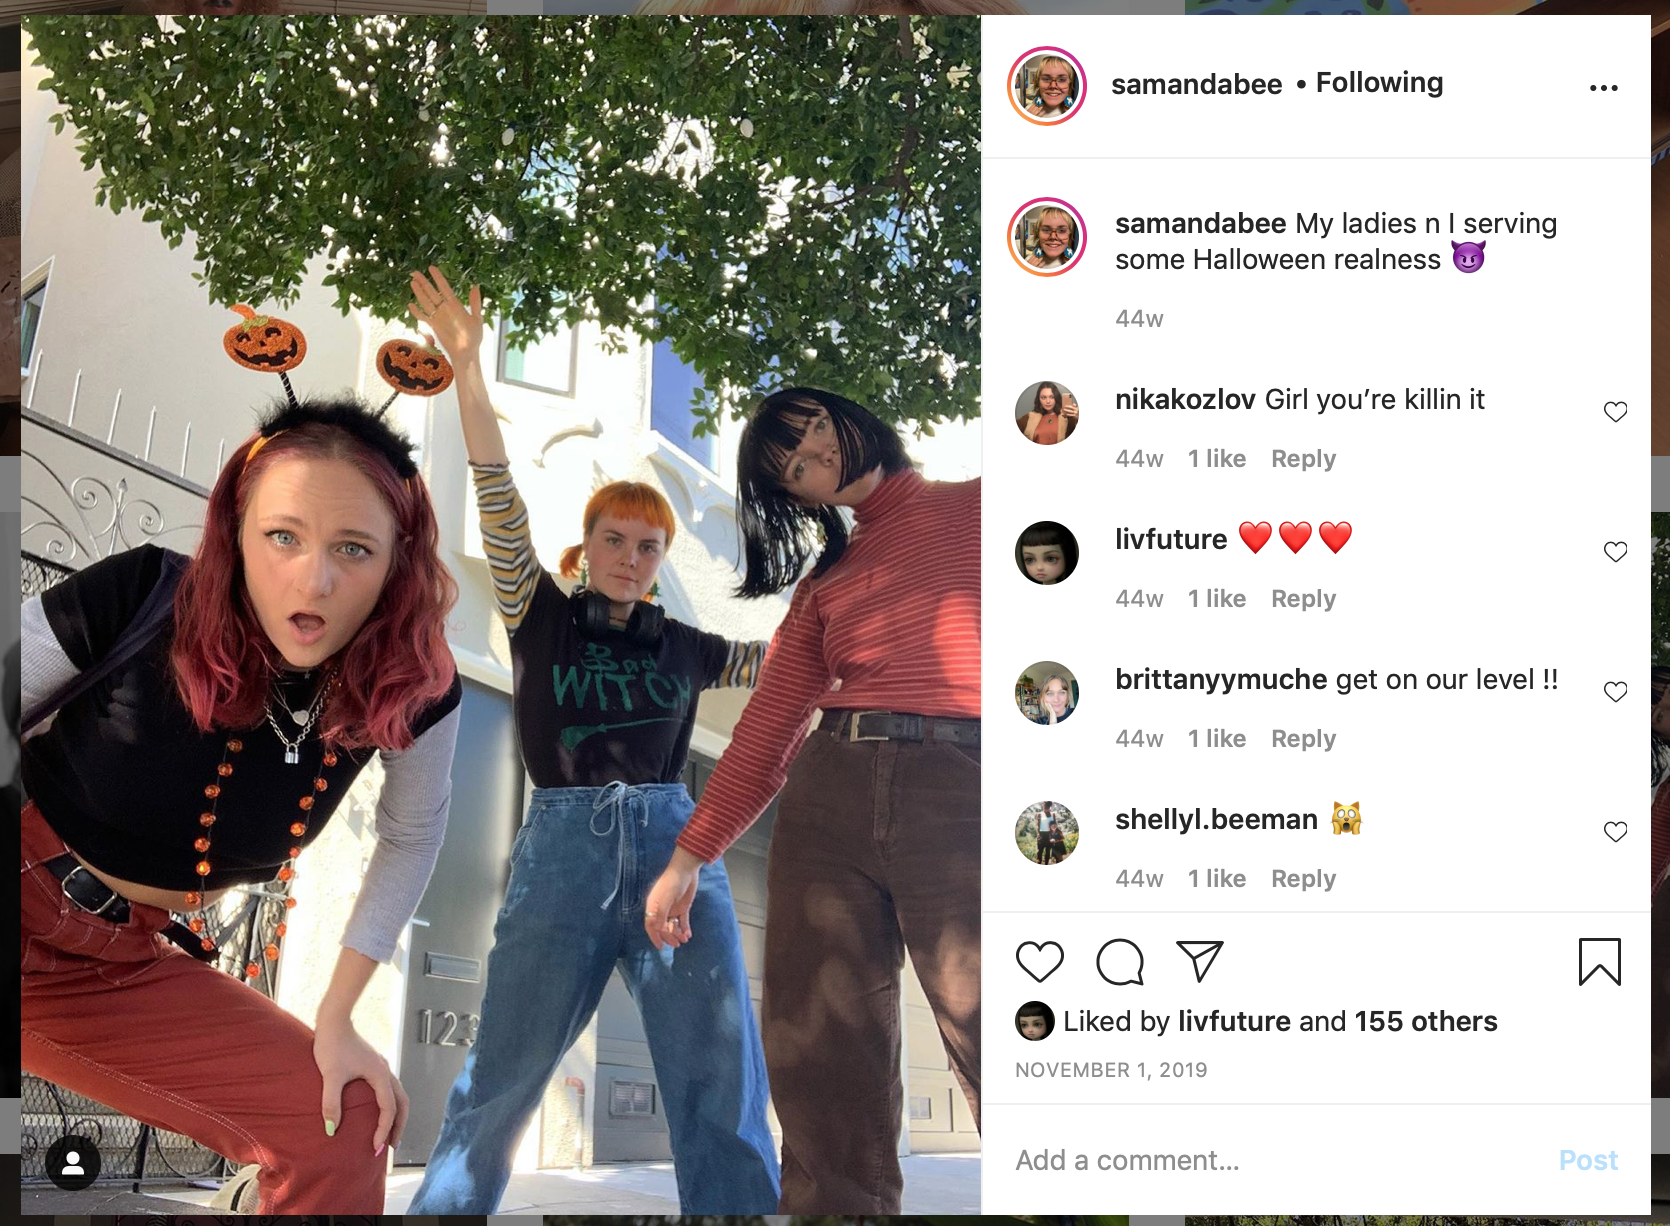 samandabee • Following
samandabee My ladies n I serving
some Halloween realness 😈
44w
nikakozlov Girl you’re killin it
44w 1 like Reply
livfuture ❤️❤️❤️
44w 1 like Reply
brittanyymuche get on our level !!
44w 1 like Reply
shellyl.beeman 🙀
44w 1 like Reply
Liked by livfuture and 155 others
NOVEMBER 1, 2019
Add a comment...
Post
Bad
WITCH
123